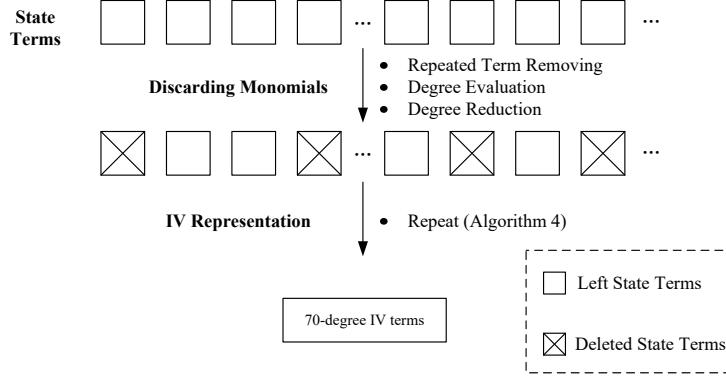 State
Terms
... ...
Discarding Monomials
• Repeated Term Removing
• Degree Evaluation
• Degree Reduction
... ...
IV Representation
• Repeat (Algorithm 4)
70-degree IV terms
Left State Terms
Deleted State Terms